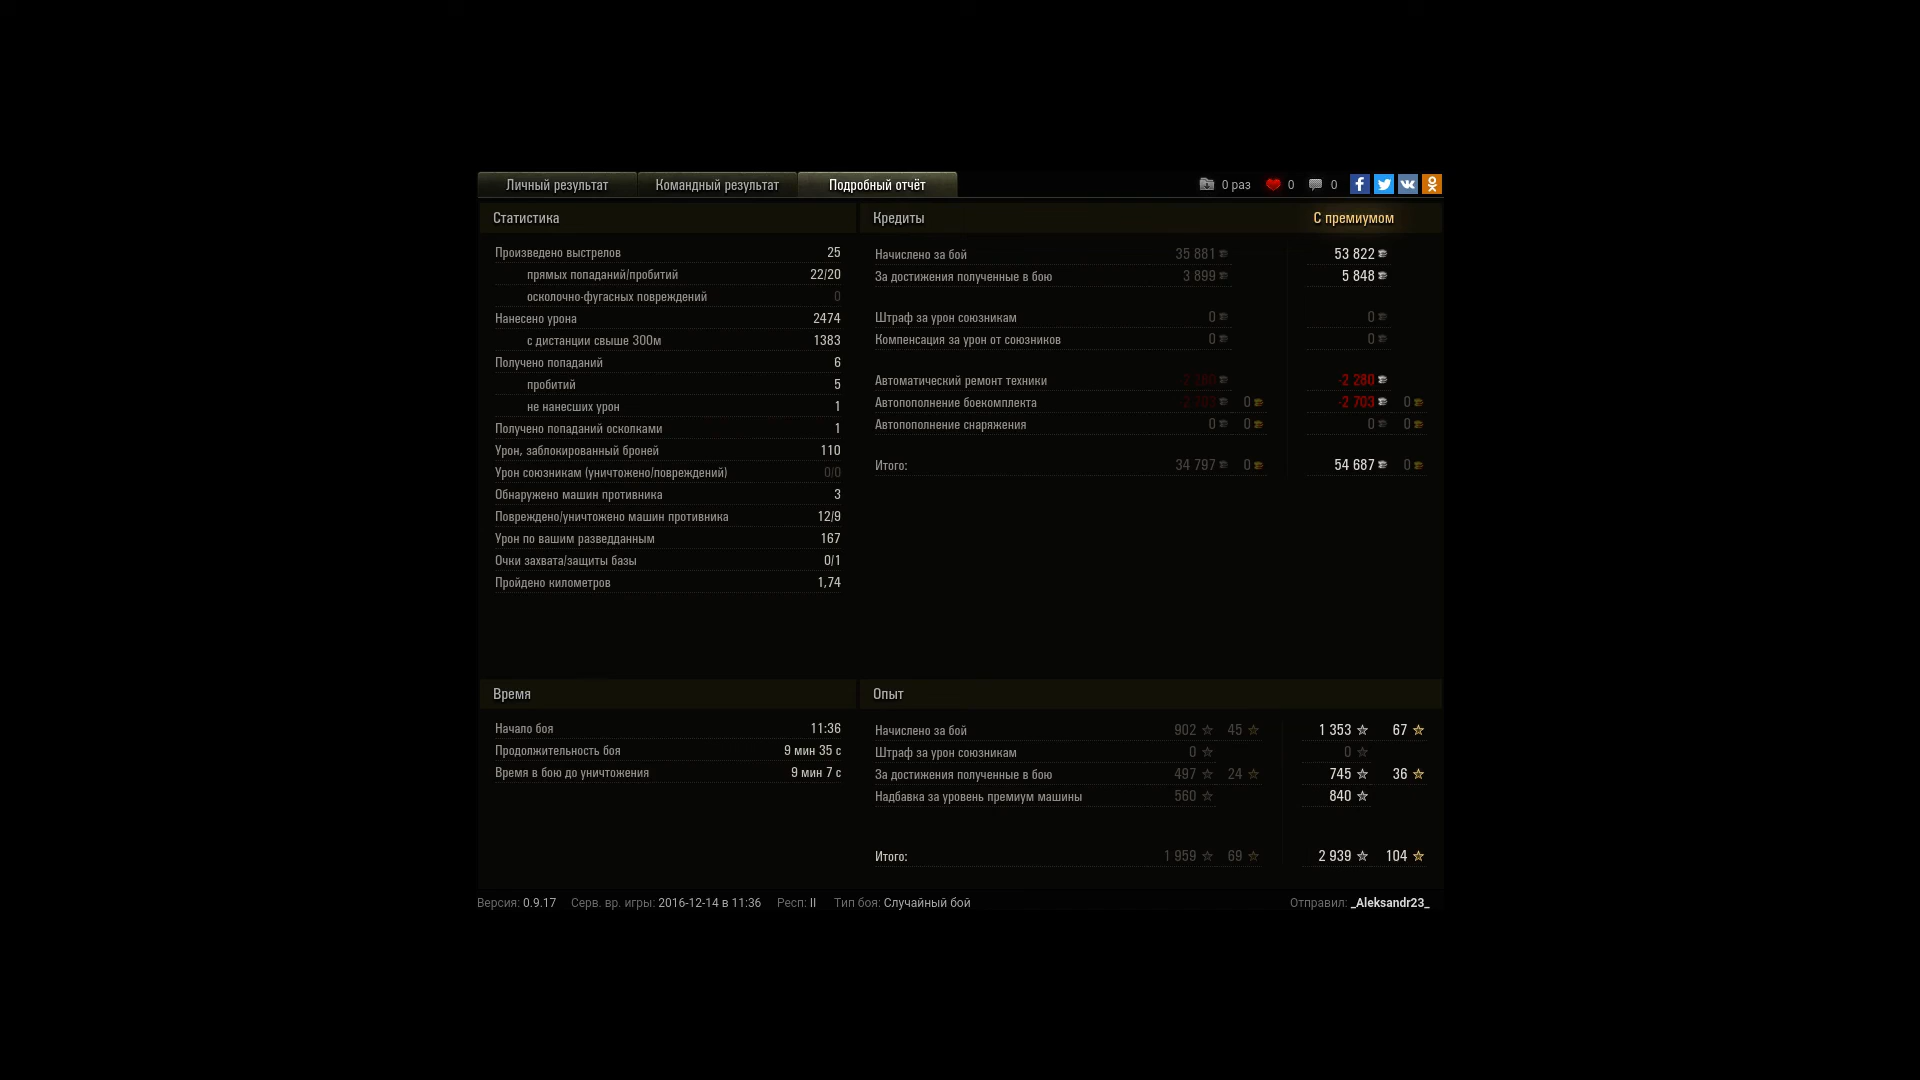 Личный результат Командный результат Подробный отчёт 0 раз 0 0
Статистика
Произведено выстрелов 25
прямых попаданий/пробитий 22/20
осколочно-фугасных повреждений 0
Нанесено урона 2474
с дистанции свыше 300м 1383
Получено попаданий 6
пробитий 5
не нанесших урон 1
Получено попаданий осколками 1
Урон, заблокированный броней 110
Урон союзникам (уничтожено/повреждений) 0/0
Обнаружено машин противника 3
Повреждено/уничтожено машин противника 12/9
Урон по вашим разведданным 167
Очки захвата/защиты базы 0/1
Пройдено километров 1,74
Кредиты С премиумом
Начислено за бой 35 881 53 822
За достижения полученные в бою 3 899 5 848
Штраф за урон союзникам 0 0
Компенсация за урон от союзников 0 0
Автоматический ремонт техники -2 280 -2 280
Автопополнение боекомплекта -2 703 0 -2 703 0
Автопополнение снаряжения 0 0 0 0
Итого: 34 797 0 54 687 0
Время
Начало боя 11:36
Продолжительность боя 9 мин 35 с
Время в бою до уничтожения 9 мин 7 с
Опыт
Начислено за бой 902 45 1 353 67
Штраф за урон союзникам 0 0
За достижения полученные в бою 497 24 745 36
Надбавка за уровень премиум машины 560 840
Итого: 1 959 69 2 939 104
Версия: 0.9.17 Серв. вр. игры: 2016-12-14 в 11:36 Респ: II Тип боя: Случайный бой Отправил: _Aleksandr23_